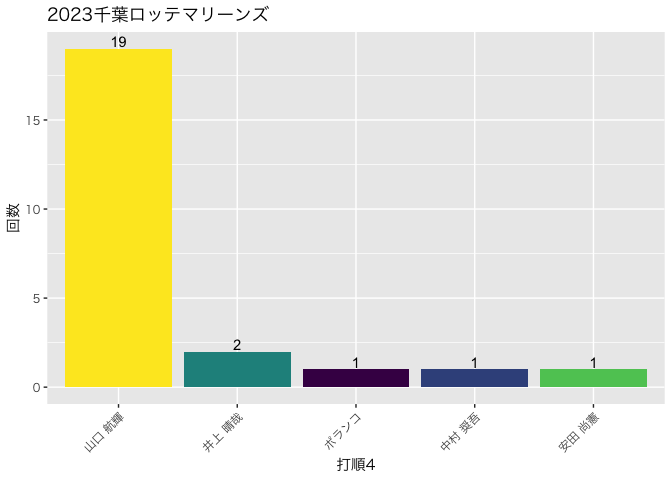 2023千葉ロッテマリーンズ
19
2
1
1
1
15
10
5
0
回数
山口 航輝
井上 晴哉
ポランコ
中村 奨吾
安田 尚憲
打順4